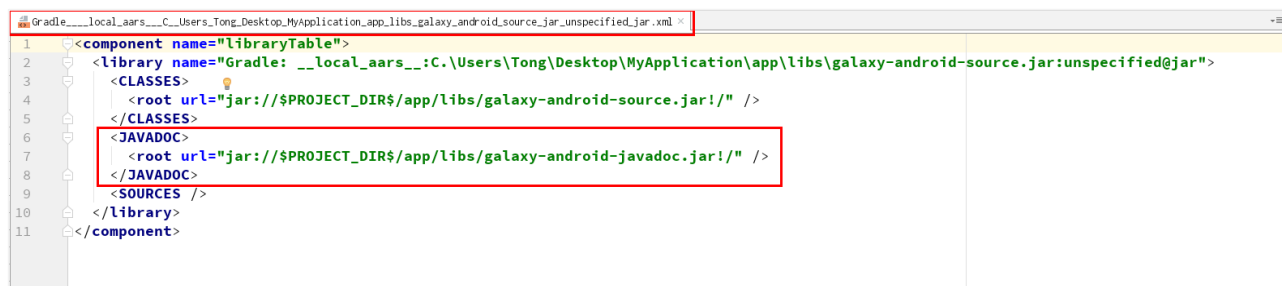 Gradle____local_aars___C__Users_Tong_Desktop_MyApplication_app_libs_galaxy_android_source_jar_unspecified_jar.xml
1 <component name="libraryTable">
2 <library name="Gradle: __local_aars__:C.\Users\Tong\Desktop\MyApplication\app\libs\galaxy-android-source.jar:unspecified@jar">
3 <CLASSES>
4 <root url="jar://$PROJECT_DIR$/app/libs/galaxy-android-source.jar!/" />
5 </CLASSES>
6 <JAVADOC>
7 <root url="jar://$PROJECT_DIR$/app/libs/galaxy-android-javadoc.jar!/" />
8 </JAVADOC>
9 <SOURCES />
10 </library>
11 </component>